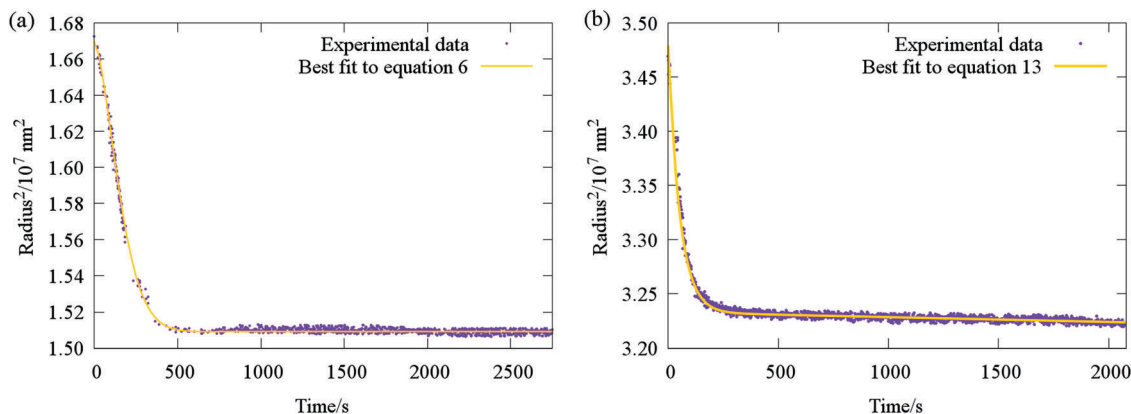 (a)
1.68
1.66
1.64
1.62
1.60
1.58
1.56
1.54
1.52
1.50
Radius²/10⁷ nm²
Experimental data
Best fit to equation 6
0
500
1000
1500
2000
2500
Time/s
(b)
3.50
3.45
3.40
3.35
3.30
3.25
3.20
Radius²/10⁷ nm²
Experimental data
Best fit to equation 13
0
500
1000
1500
2000
Time/s